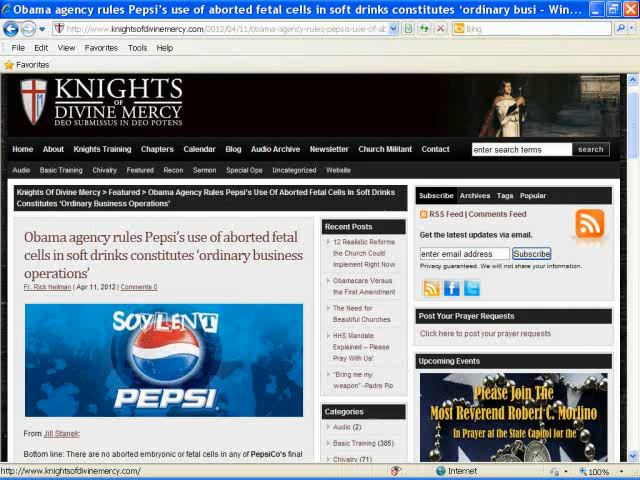 Obama agency rules Pepsi's use of aborted fetal cells in soft drinks constitutes 'ordinary busi - Win...
http://www.knightsofdivinemercy.com/2012/04/11/obama-agency-rules-pepsis-use-of-ab
Bing
File Edit View Favorites Tools Help
Favorites
KNIGHTS
OF
DIVINE MERCY
DEO SUBMISSUS IN DEO POTENS
Home About Knights Training Chapters Calendar Blog Audio Archive Newsletter Church Militant Contact
enter search terms search
Audio Basic Training Chivalry Featured Recon Sermon Special Ops Uncategorized Website
Knights Of Divine Mercy > Featured > Obama Agency Rules Pepsi's Use Of Aborted Fetal Cells In Soft Drinks
Constitutes 'Ordinary Business Operations'
Obama agency rules Pepsi's use of aborted fetal
cells in soft drinks constitutes 'ordinary business
operations'
Fr. Rick Heilman | Apr 11, 2012 | Comments 0
SOYLENT
PEPSI
From Jill Stanek:
Bottom line: There are no aborted embryonic or fetal cells in any of PepsiCo's final
Recent Posts
12 Realistic Reforms
the Church Could
Implement Right Now
Obamacare Versus
the First Amendment
The Need for
Beautiful Churches
HHS Mandate
Explained – Please
Pray With Us!
"Bring me my
weapon" -Padre Pio
Categories
Audio (2)
Basic Training (385)
Chivalry (71)
Subscribe Archives Tags Popular
RSS Feed | Comments Feed
Get the latest updates via email.
enter email address Subscribe
Privacy guaranteed. We will not share your information.
Post Your Prayer Requests
Click here to post your prayer requests
Upcoming Events
Please Join The
Most Reverend Robert C. Morlino
In Prayer at the State Capitol for the
http://www.knightsofdivinemercy.com/
Internet
100%